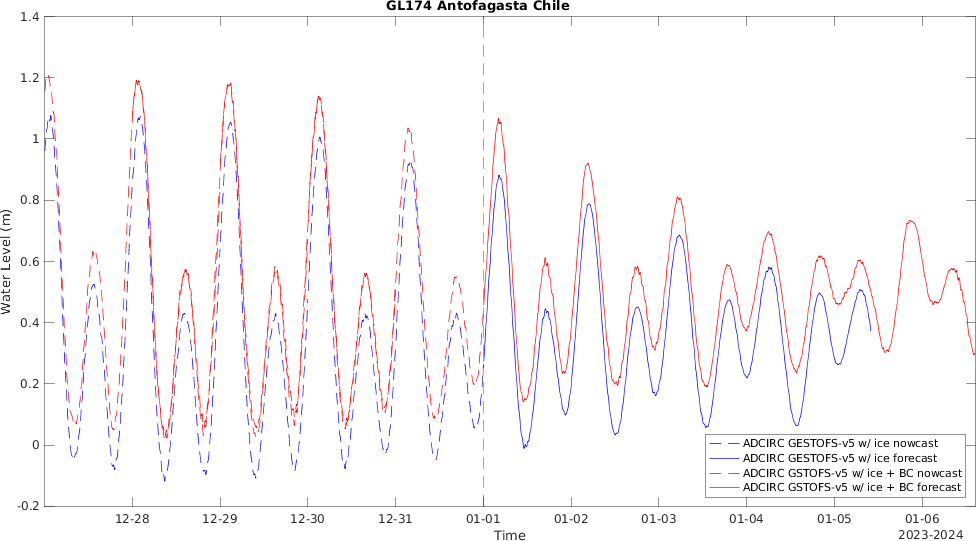 GL174 Antofagasta Chile
1.4
1.2
1
0.8
0.6
0.4
0.2
0
-0.2
Water Level (m)
12-28 12-29 12-30 12-31 01-01 01-02 01-03 01-04 01-05 01-06
Time
2023-2024
ADCIRC GESTOFS-v5 w/ ice nowcast
ADCIRC GESTOFS-v5 w/ ice forecast
ADCIRC GSTOFS-v5 w/ ice + BC nowcast
ADCIRC GSTOFS-v5 w/ ice + BC forecast